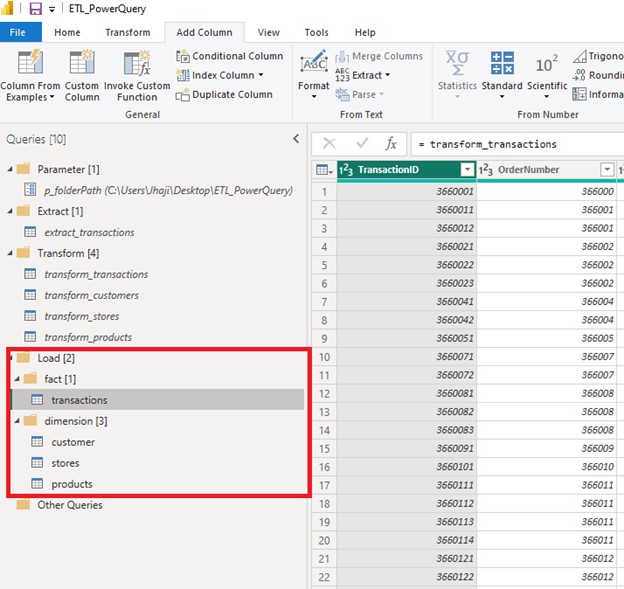 ETL_PowerQuery
File Home Transform Add Column View Tools Help
Column From Examples
Custom Column
Invoke Custom Function
Conditional Column
Index Column
Duplicate Column
General
Format
Merge Columns
ABC 123 Extract
Parse
From Text
Statistics
Standard
Scientific
From Number
Queries [10]
= transform_transactions
Parameter [1]
p_folderPath (C:\Users\Jhaji\Desktop\ETL_PowerQuery)
Extract [1]
extract_transactions
Transform [4]
transform_transactions
transform_customers
transform_stores
transform_products
Load [2]
fact [1]
transactions
dimension [3]
customer
stores
products
Other Queries
TransactionID OrderNumber
1 3660001 366000
2 3660011 366001
3 3660012 366001
4 3660021 366002
5 3660022 366002
6 3660023 366002
7 3660041 366004
8 3660042 366004
9 3660051 366005
10 3660071 366007
11 3660072 366007
12 3660081 366008
13 3660082 366008
14 3660083 366008
15 3660091 366009
16 3660101 366010
17 3660111 366011
18 3660112 366011
19 3660113 366011
20 3660114 366011
21 3660121 366012
22 3660122 366012